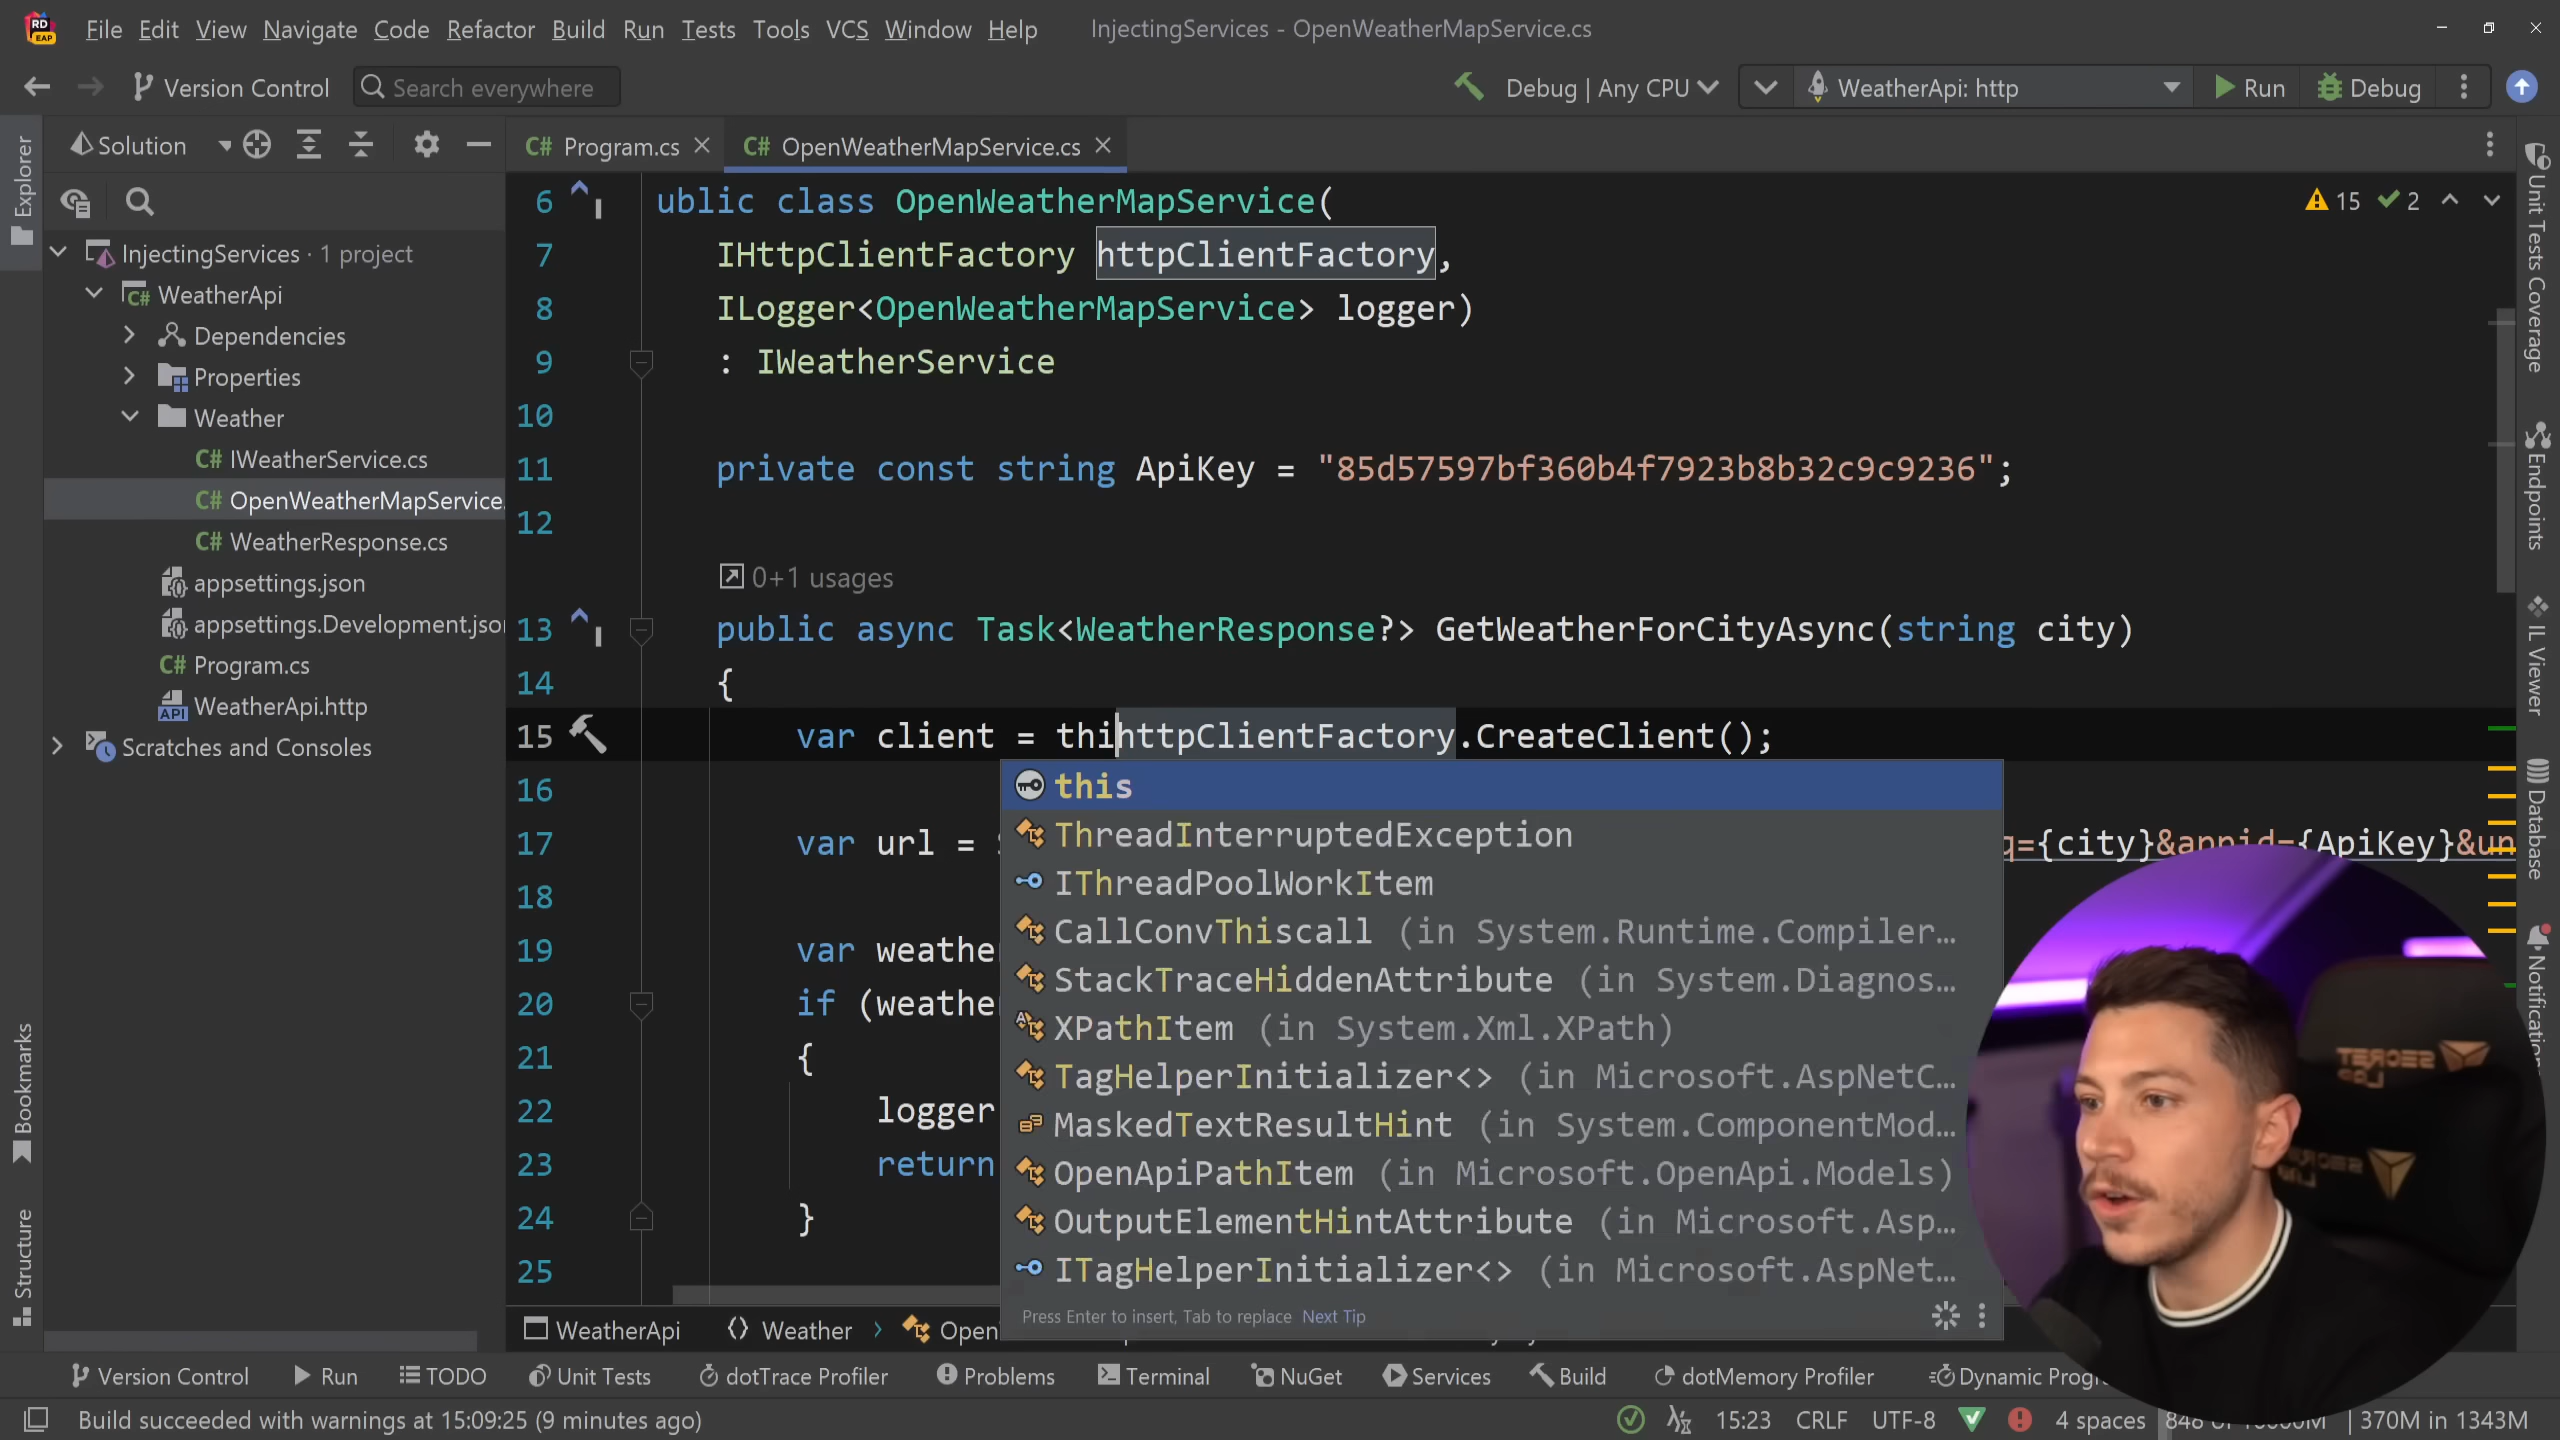 RD
EAP
File Edit View Navigate Code Refactor Build Run Tests Tools VCS Window Help
InjectingServices - OpenWeatherMapService.cs
Version Control
Search everywhere
Debug | Any CPU
WeatherApi: http
Run
Debug
Explorer
Solution
C# Program.cs
C# OpenWeatherMapService.cs
InjectingServices · 1 project
C# WeatherApi
Dependencies
Properties
Weather
C# IWeatherService.cs
C# OpenWeatherMapService.
C# WeatherResponse.cs
appsettings.json
appsettings.Development.jso
C# Program.cs
API WeatherApi.http
Scratches and Consoles
15 2
6 ublic class OpenWeatherMapService(
7 IHttpClientFactory httpClientFactory,
8 ILogger<OpenWeatherMapService> logger)
9 : IWeatherService
10
11 private const string ApiKey = "85d57597bf360b4f7923b8b32c9c9236";
12
0+1 usages
13 public async Task<WeatherResponse?> GetWeatherForCityAsync(string city)
14 {
15 var client = thihttpClientFactory.CreateClient();
16
17 var url = q={city}&appid={ApiKey}&un
18
19 var weather
20 if (weather
21 {
22 logger
23 return
24 }
25
this
ThreadInterruptedException
IThreadPoolWorkItem
CallConvThiscall (in System.Runtime.Compiler…
StackTraceHiddenAttribute (in System.Diagnos…
XPathItem (in System.Xml.XPath)
TagHelperInitializer<> (in Microsoft.AspNetC…
MaskedTextResultHint (in System.ComponentMod…
OpenApiPathItem (in Microsoft.OpenApi.Models)
OutputElementHintAttribute (in Microsoft.Asp…
ITagHelperInitializer<> (in Microsoft.AspNet…
Press Enter to insert, Tab to replace Next Tip
Unit Tests Coverage
Endpoints
IL Viewer
Database
Notification
SECRET
LAB
Bookmarks
Structure
WeatherApi Weather Open
Version Control Run TODO Unit Tests dotTrace Profiler Problems Terminal NuGet Services Build dotMemory Profiler Dynamic Progr
Build succeeded with warnings at 15:09:25 (9 minutes ago)
15:23 CRLF UTF-8 4 spaces 370M in 1343M